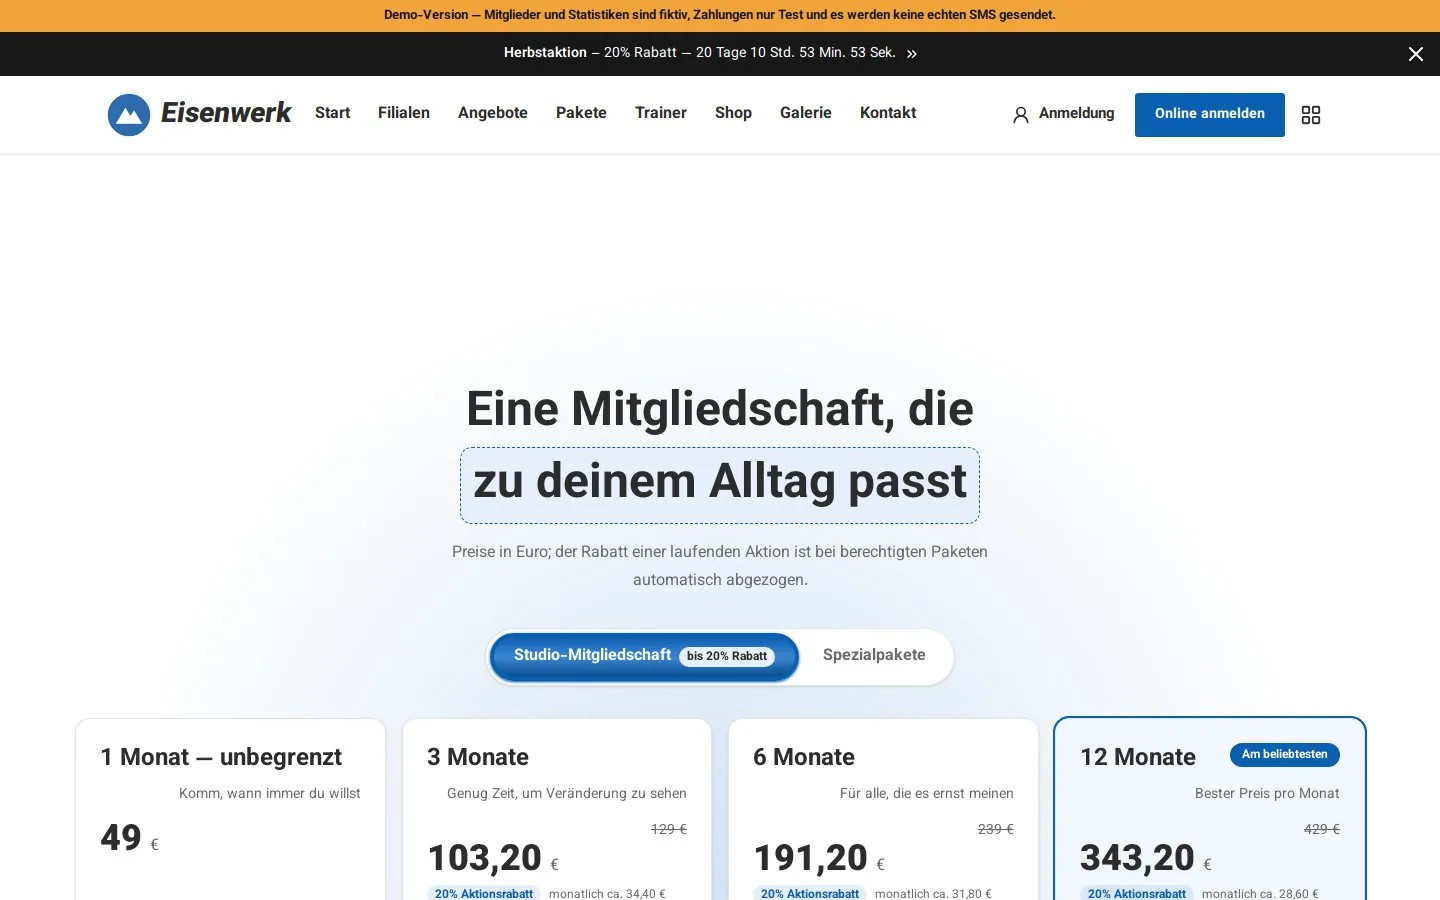 Demo-Version — Mitglieder und Statistiken sind fiktiv, Zahlungen nur Test und es werden keine echten SMS gesendet.
Herbstaktion – 20% Rabatt — 20 Tage 10 Std. 53 Min. 53 Sek. »
Eisenwerk Start Filialen Angebote Pakete Trainer Shop Galerie Kontakt Anmeldung Online anmelden
Eine Mitgliedschaft, die
zu deinem Alltag passt
Preise in Euro; der Rabatt einer laufenden Aktion ist bei berechtigten Paketen
automatisch abgezogen.
Studio-Mitgliedschaft bis 20% Rabatt Spezialpakete
1 Monat — unbegrenzt
Komm, wann immer du willst
49 €
3 Monate
Genug Zeit, um Veränderung zu sehen
129 €
103,20 €
20% Aktionsrabatt monatlich ca. 34,40 €
6 Monate
Für alle, die es ernst meinen
239 €
191,20 €
20% Aktionsrabatt monatlich ca. 31,80 €
12 Monate Am beliebtesten
Bester Preis pro Monat
429 €
343,20 €
20% Aktionsrabatt monatlich ca. 28,60 €